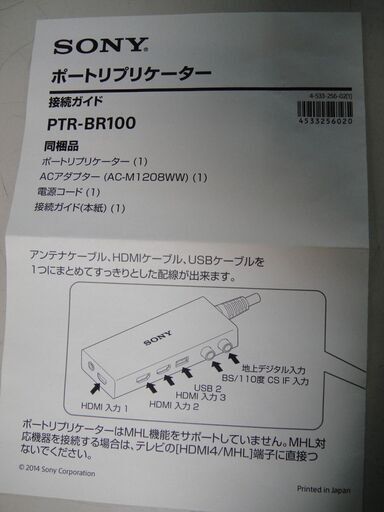 SONY®
ポートリプリケーター
接続ガイド
4-533-256-02(1)
4533256020
PTR-BR100
同梱品
ポートリプリケーター (1)
ACアダプター (AC-M1208WW) (1)
電源コード (1)
接続ガイド(本紙) (1)
アンテナケーブル、HDMIケーブル、USBケーブルを
1つにまとめてすっきりとした配線が出来ます。
SONY
地上デジタル入力
BS/110度 CS IF 入力
USB 2
HDMI 入力 3
HDMI 入力 2
HDMI 入力 1
ポートリプリケーターはMHL機能をサポートしていません。MHL対
応機器を接続する場合は、テレビの[HDMI4/MHL]端子に直接つ
ないでください。
© 2014 Sony Corporation
Printed in Japan